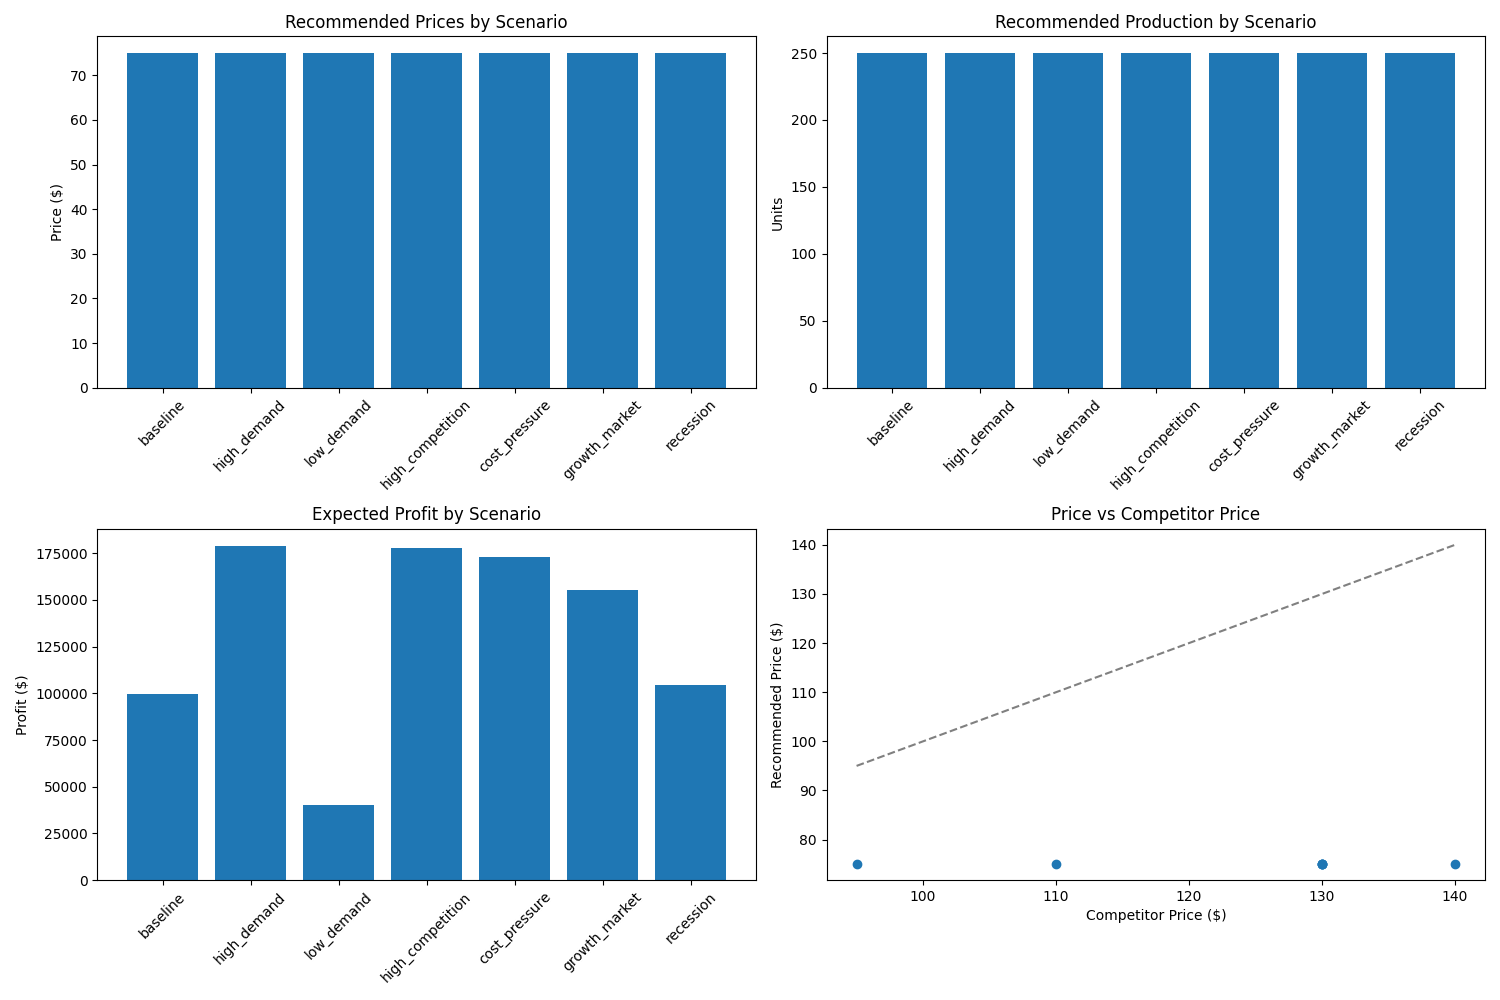 Recommended Prices by Scenario
Price ($)
70
60
50
40
30
20
10
0
baseline
high_demand
low_demand
high_competition
cost_pressure
growth_market
recession
Recommended Production by Scenario
Units
250
200
150
100
50
0
baseline
high_demand
low_demand
high_competition
cost_pressure
growth_market
recession
Expected Profit by Scenario
Profit ($)
175000
150000
125000
100000
75000
50000
25000
0
baseline
high_demand
low_demand
high_competition
cost_pressure
growth_market
recession
Price vs Competitor Price
Recommended Price ($)
140
130
120
110
100
90
80
100
110
120
130
140
Competitor Price ($)